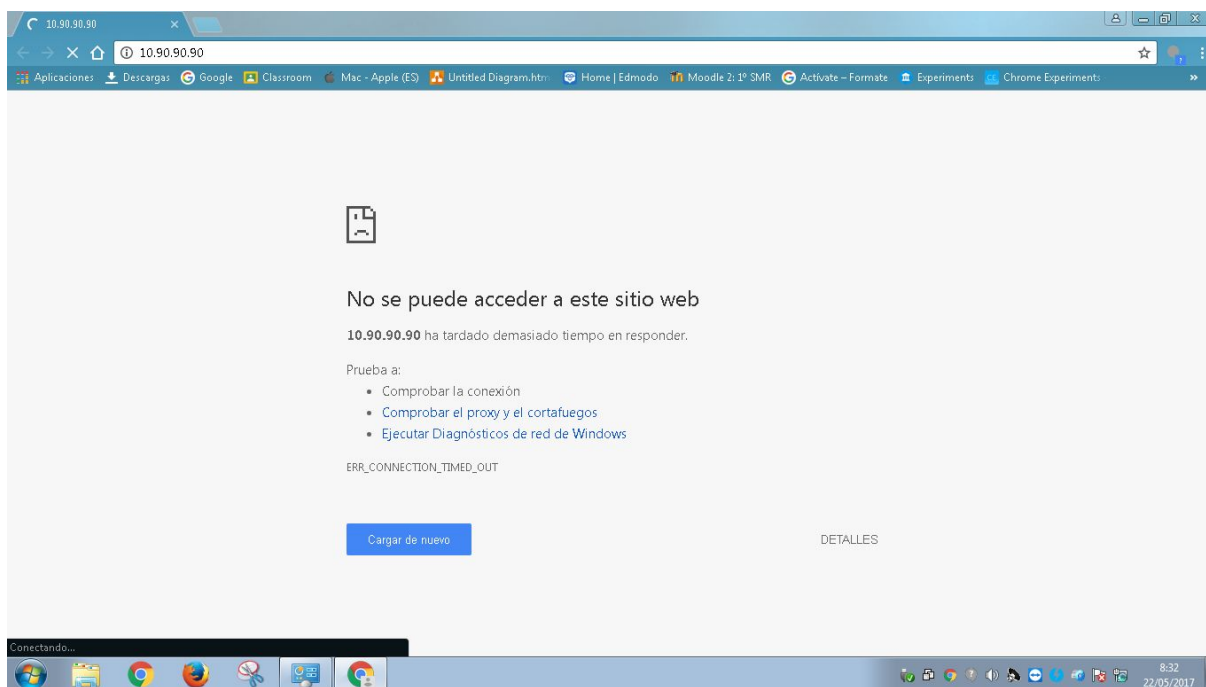 10.90.90.90
10.90.90.90
Aplicaciones Descargas Google Classroom Mac - Apple (ES) Untitled Diagram.htm Home | Edmodo Moodle 2: 1º SMR Actívate – Formate Experiments Chrome Experiments »
No se puede acceder a este sitio web
10.90.90.90 ha tardado demasiado tiempo en responder.
Prueba a:
• Comprobar la conexión
• Comprobar el proxy y el cortafuegos
• Ejecutar Diagnósticos de red de Windows
ERR_CONNECTION_TIMED_OUT
Cargar de nuevo DETALLES
Conectando...
8:32
22/05/2017